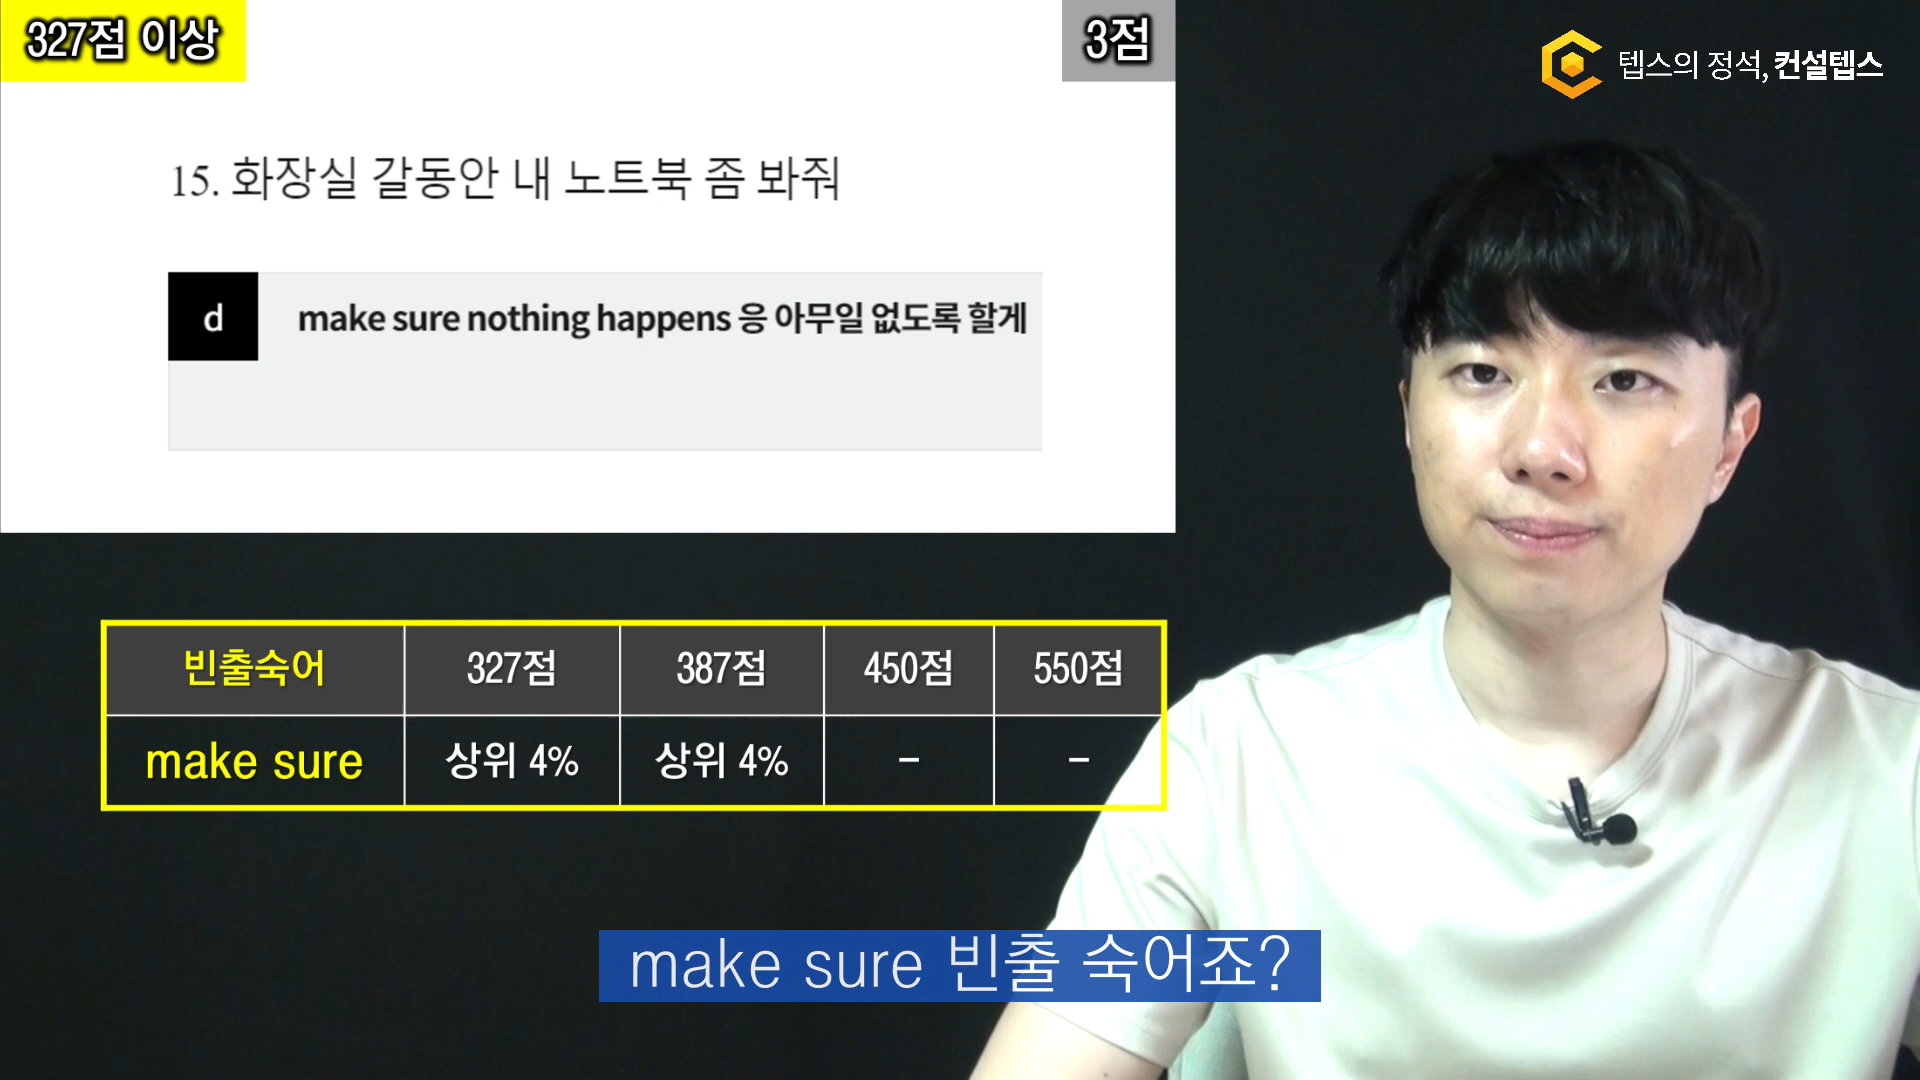 327점 이상
3점
텝스의 정석, 컨설텝스
15. 화장실 갈동안 내 노트북 좀 봐줘
d make sure nothing happens 응 아무일 없도록 할게
빈출숙어 327점 387점 450점 550점
make sure 상위 4% 상위 4% - -
make sure 빈출 숙어죠?